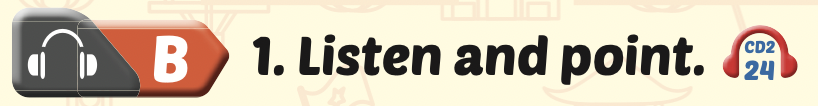 B 1. Listen and point. CD2
24